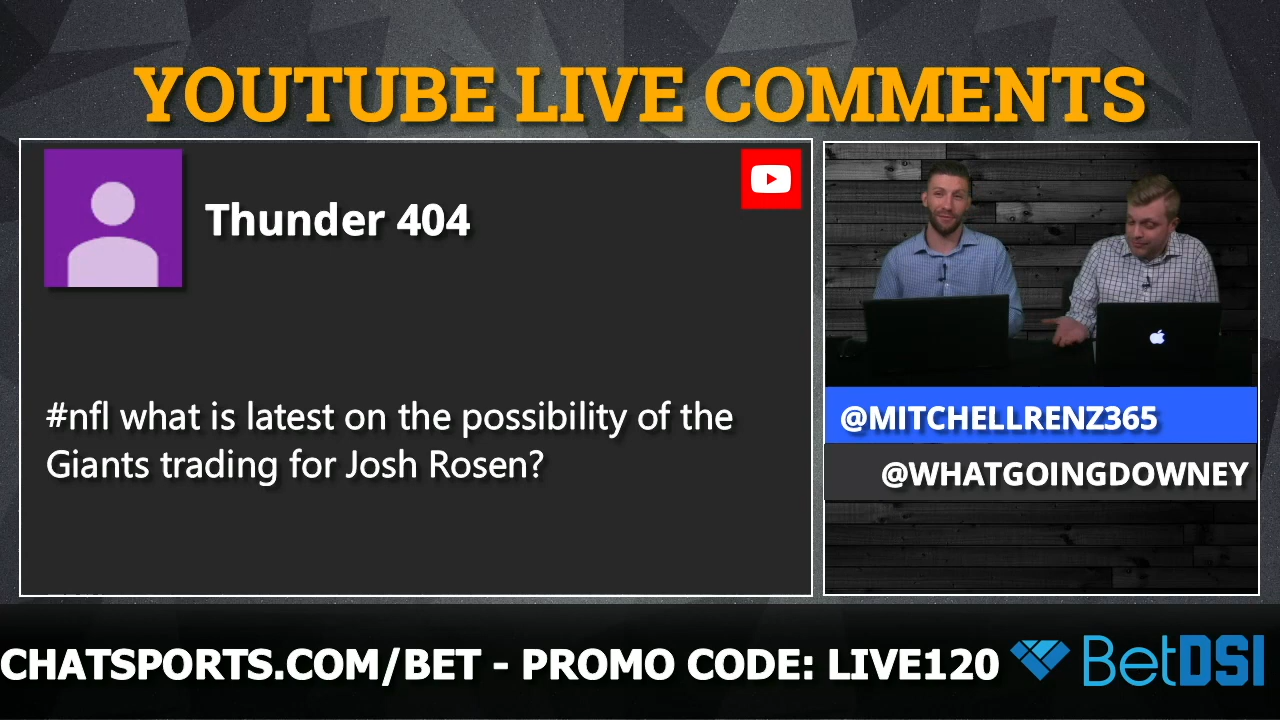 YOUTUBE LIVE COMMENTS
Thunder 404
#nfl what is latest on the possibility of the
Giants trading for Josh Rosen?
@MITCHELLRENZ365
@WHATGOINGDOWNEY
CHATSPORTS.COM/BET - PROMO CODE: LIVE120
BetDSI